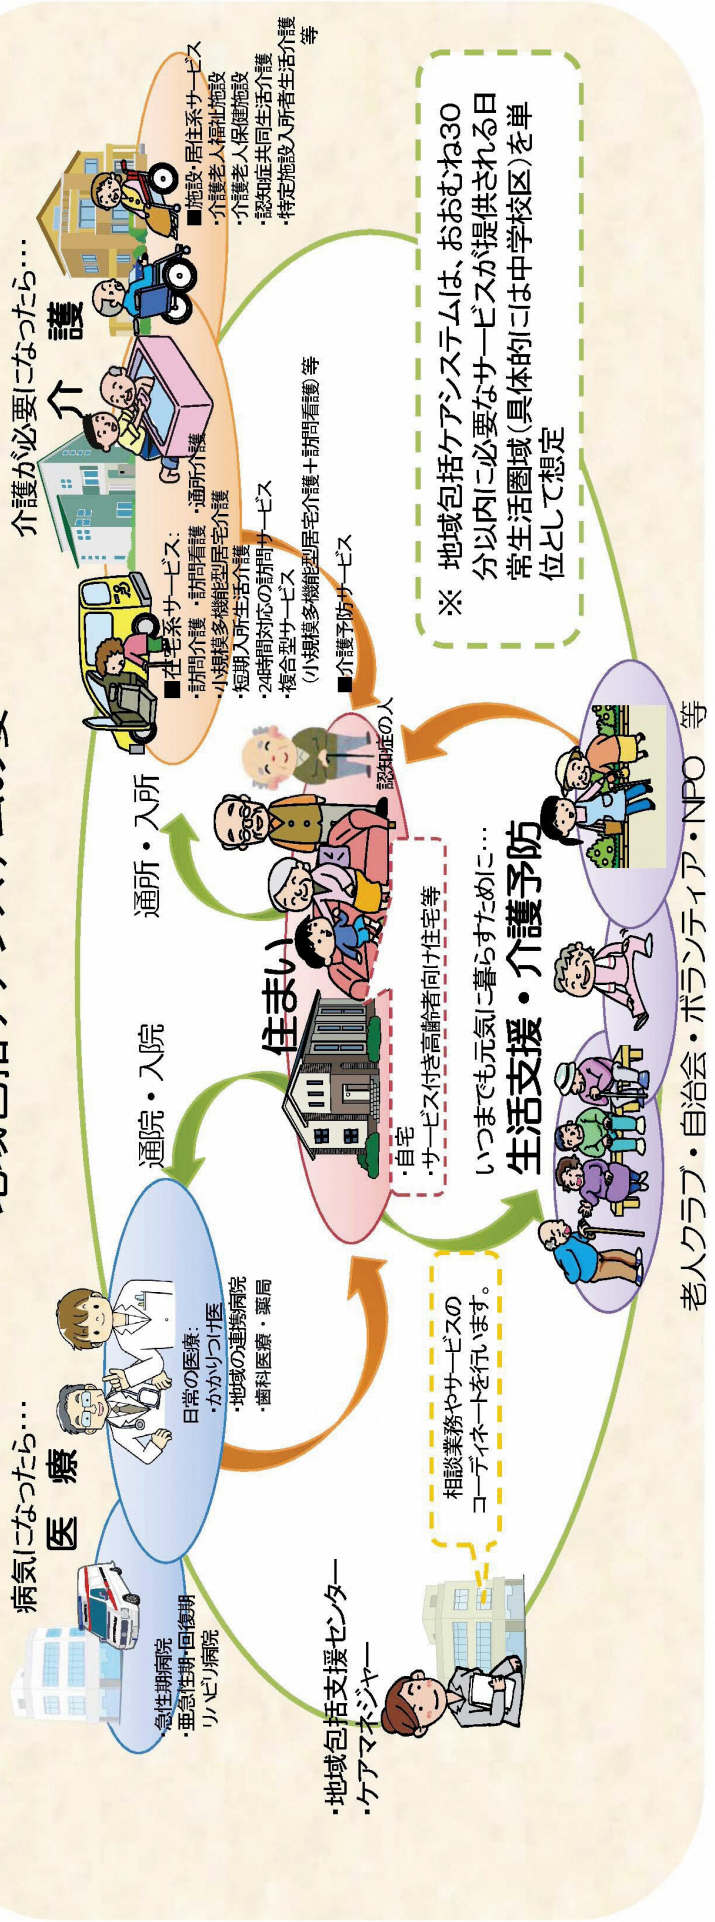 病気になったら…
医 療
・急性期病院
・亜急性期・回復期
リハビリ病院
日常の医療:
・かかりつけ医
・地域の連携病院
・歯科医療・薬局
通院・入院
通所・入所
介護が必要になったら…
介 護
■在宅系サービス:
・訪問介護 ・訪問看護 ・通所介護
・小規模多機能型居宅介護
・短期入所生活介護
・24時間対応の訪問サービス
・複合型サービス
(小規模多機能型居宅介護+訪問看護)等
■介護予防サービス
■施設・居住系サービス
・介護老人福祉施設
・介護老人保健施設
・認知症共同生活介護
・特定施設入所者生活介護
等
住まい
認知症の人
・自宅
・サービス付き高齢者向け住宅等
・地域包括支援センター
・ケアマネジャー
相談業務やサービスの
コーディネートを行います。
いつまでも元気に暮らすために…
生活支援・介護予防
老人クラブ・自治会・ボランティア・NPO 等
※ 地域包括ケアシステムは、おおむね30
分以内に必要なサービスが提供される日
常生活圏域(具体的には中学校区)を単
位として想定